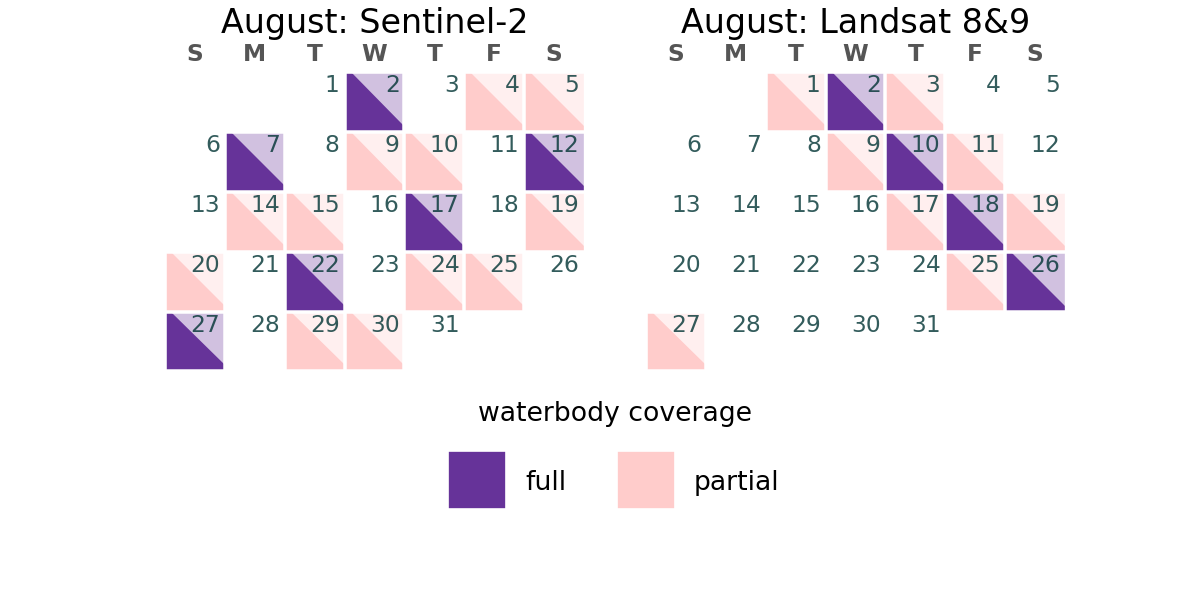 August: Sentinel-2
S M T W T F S
1 2 3 4 5
6 7 8 9 10 11 12
13 14 15 16 17 18 19
20 21 22 23 24 25 26
27 28 29 30 31
August: Landsat 8&9
S M T W T F S
1 2 3 4 5
6 7 8 9 10 11 12
13 14 15 16 17 18 19
20 21 22 23 24 25 26
27 28 29 30 31
waterbody coverage
full partial